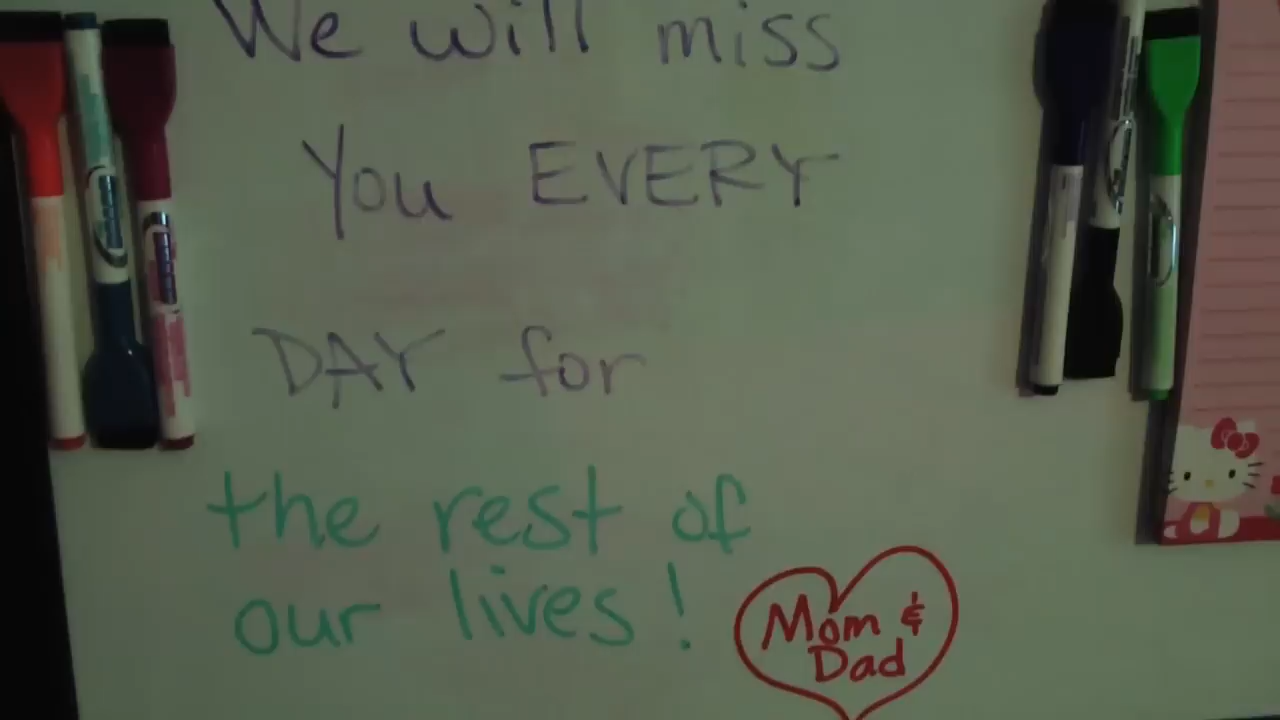 We will miss
You EVERY
DAY for
the rest of
our lives!
Mom &
Dad